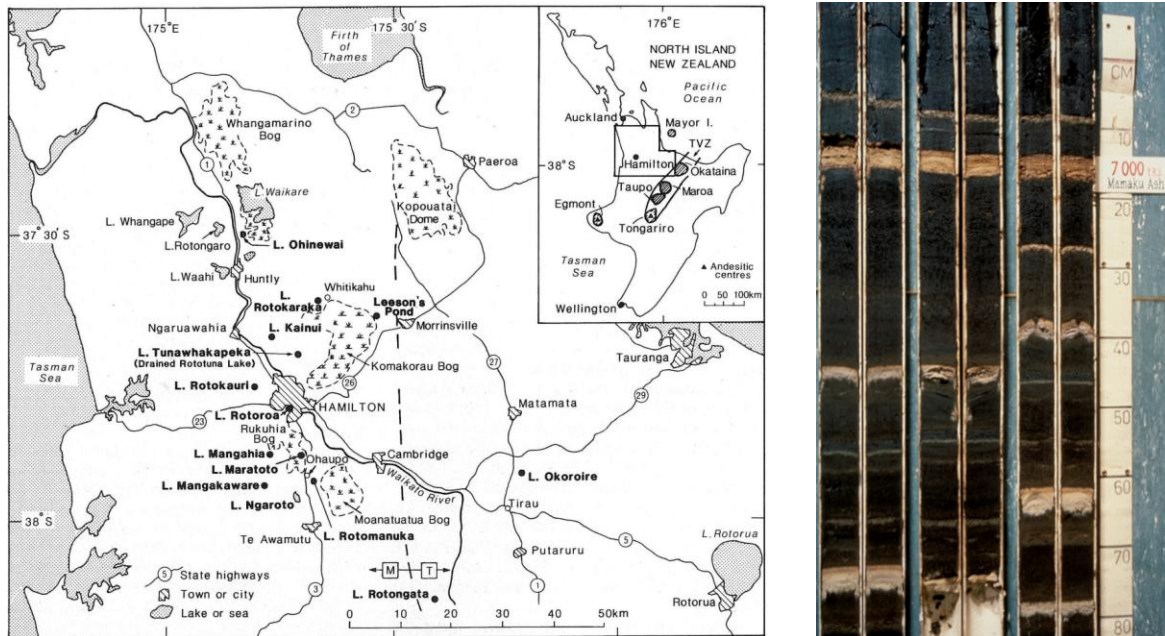 175°E
175°30'S
Firth
of
Thames
176°E
NORTH ISLAND
NEW ZEALAND
Pacific
Ocean
Auckland
Mayor I.
TVZ
38°S
Hamilton
Okataina
Taupo
Maroa
Egmont
Tongariro
Tasman
Sea
▲ Andesitic
centres
Wellington
0 50 100km
Whangamarino
Bog
2
1
Paeroa
L.Waikare
Kopouatai
Dome
L. Whangape
37°30'S
L.Rotongaro
L. Ohinewai
L.Waahi
Huntly
Whitikahu
L.
Rotokaraka
Leeson's
Pond
Ngaruawahia
L. Kainui
Morrinsville
L. Tunawhakapeka
(Drained Rototuna Lake)
Komakorau Bog
Tauranga
Tasman
Sea
27
29
L. Rotokauri
26
HAMILTON
Matamata
23
L. Rotoroa
Rukuhia
Bog
L. Mangahia
Ohaupo
Cambridge
L. Maratoto
L. Okoroire
L. Mangakaware
Waikato River
L. Ngaroto
Tirau
Moanatuatua Bog
38°S
Te Awamutu
L. Rotomanuka
L. Rotorua
Putaruru
5
M T
5 State highways
Town or city
Lake or sea
3
1
L. Rotongata
Rotorua
0 10 20 50km
CM
10
7000 YRS.
Mamaku Ash
20
30
40
50
60
70
80